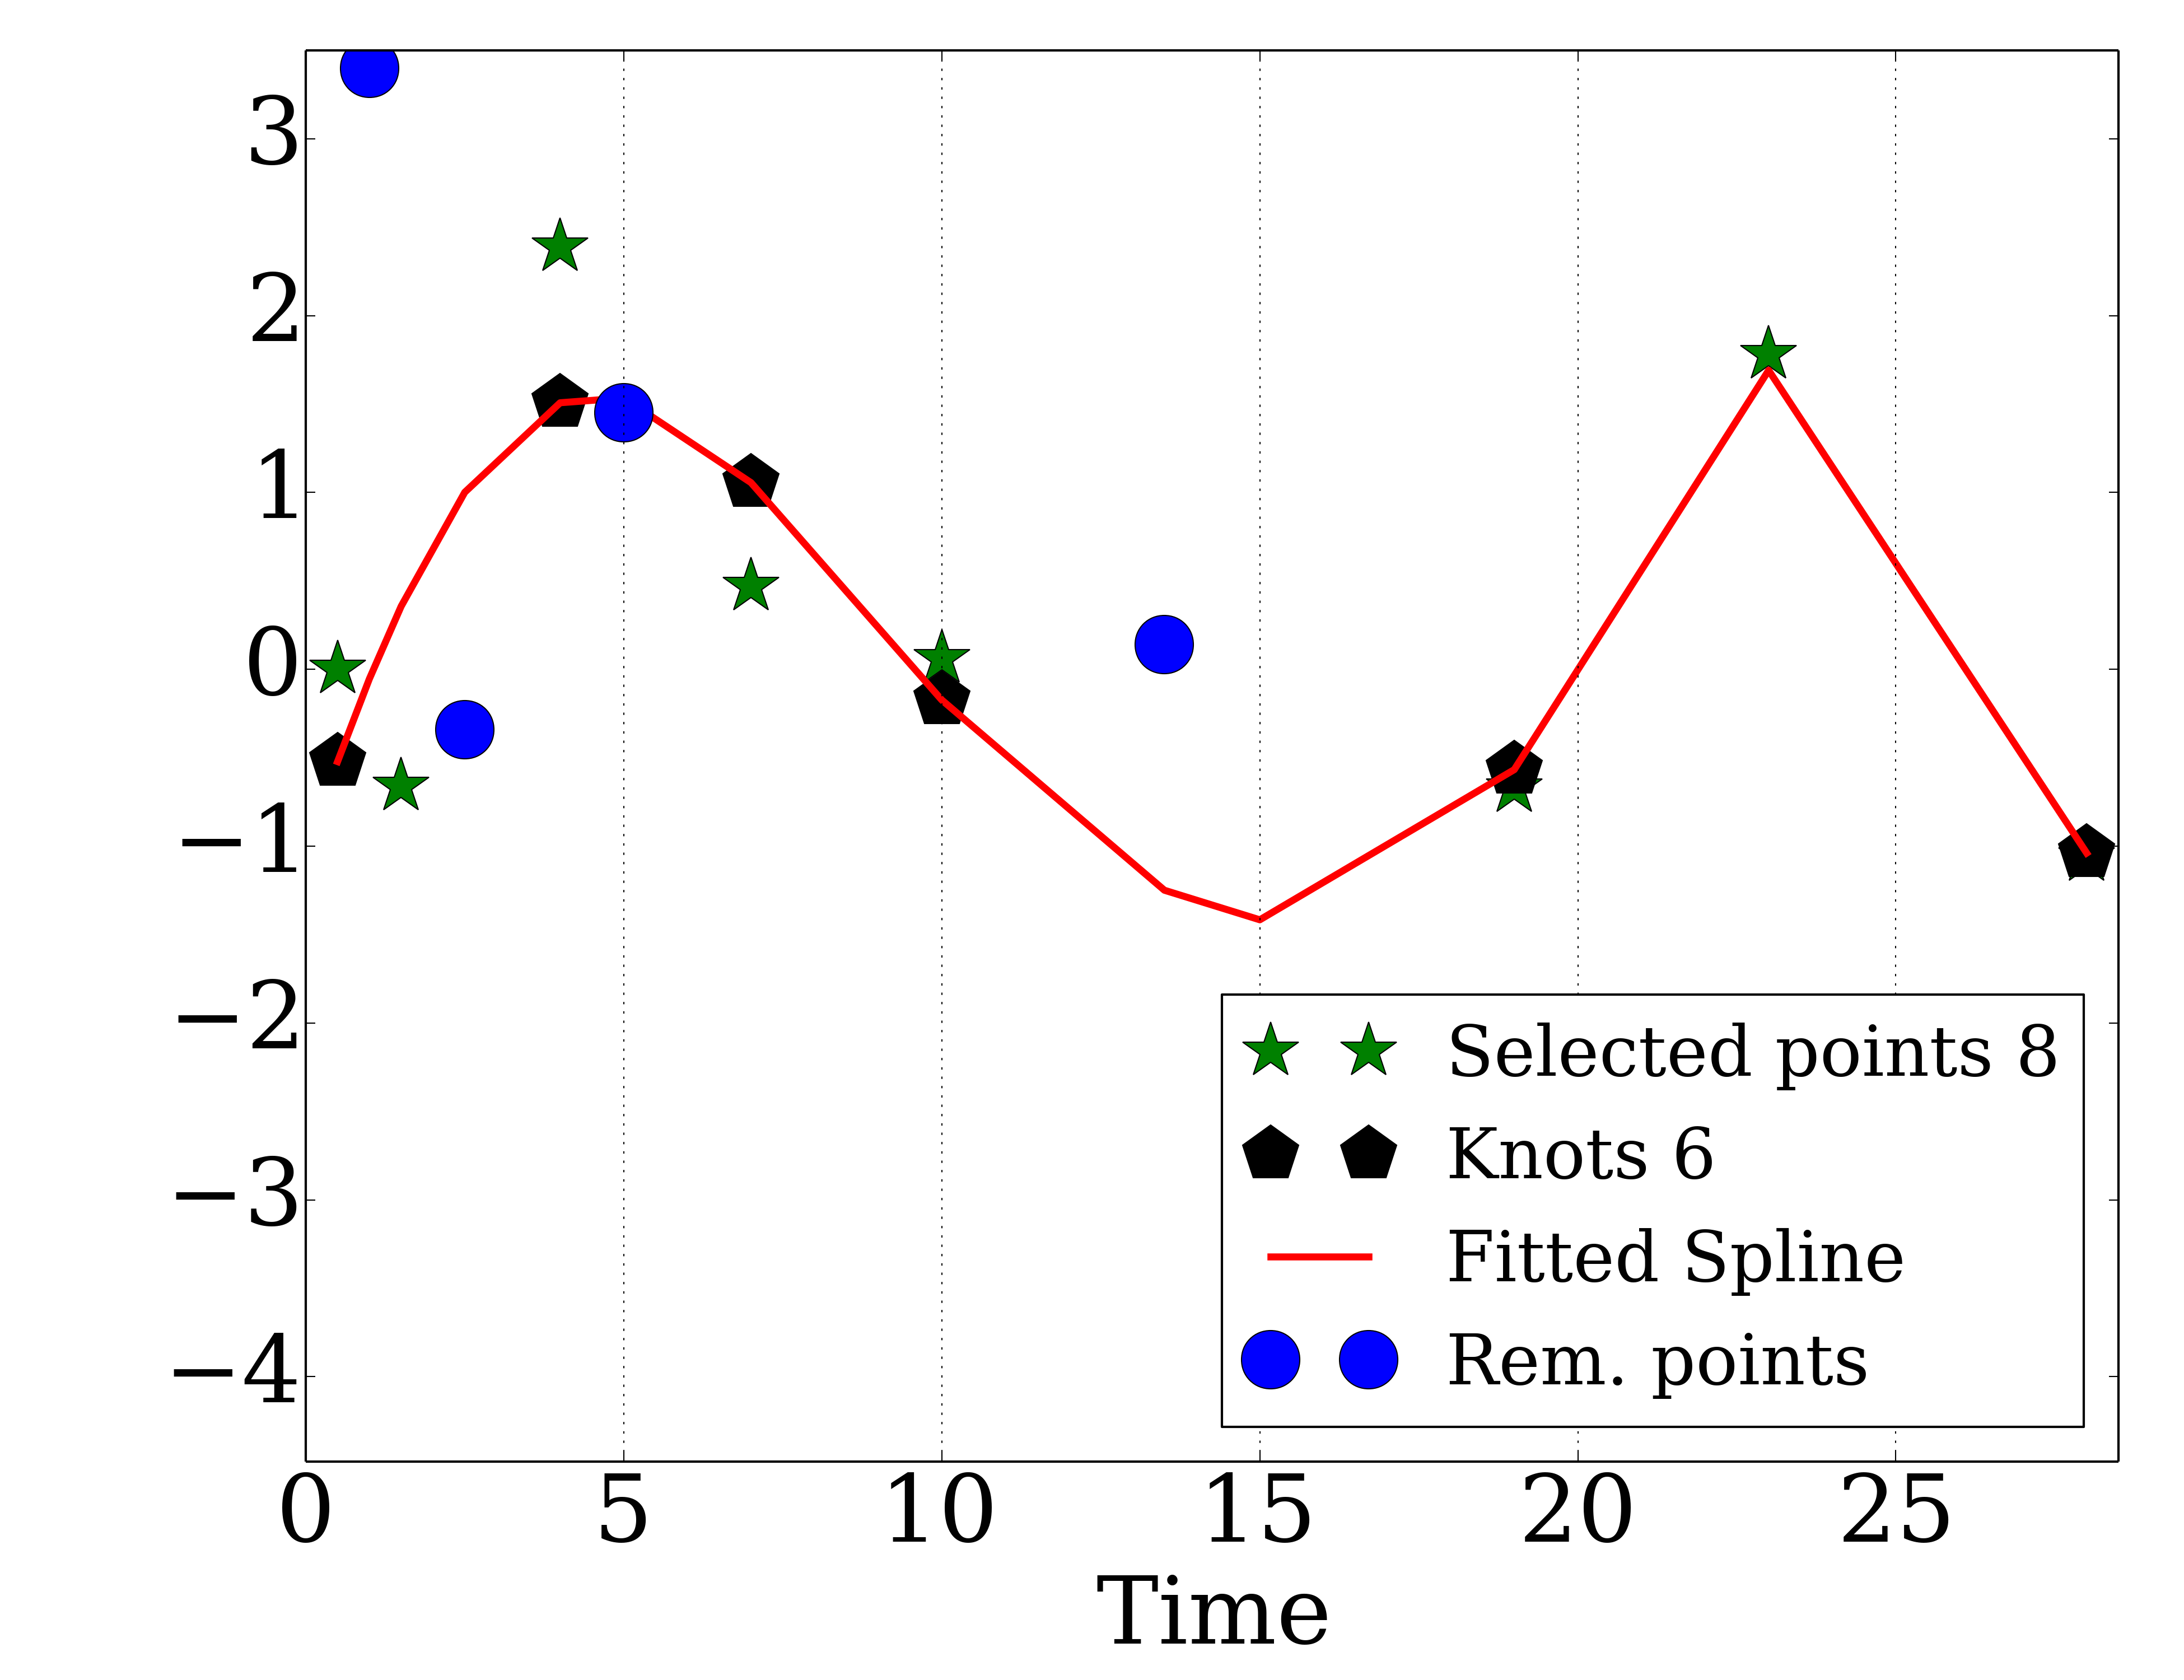 3
2
1
0
−1
−2
−3
−4
Selected points 8
Knots 6
Fitted Spline
Rem. points
0 5 10 15 20 25
Time